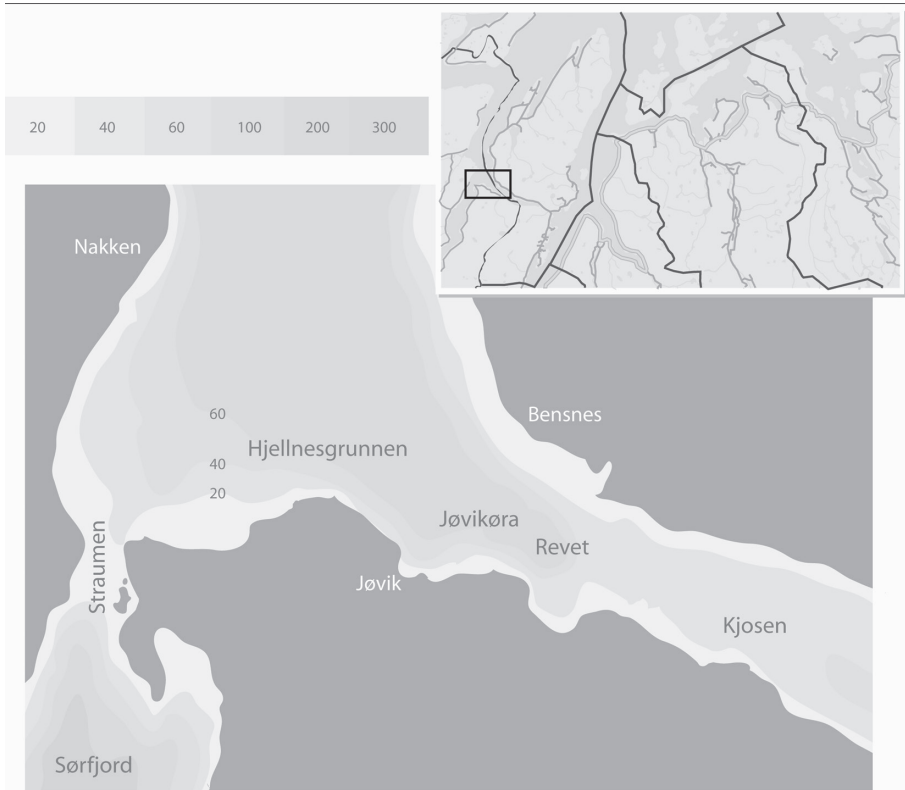 20 40 60 100 200 300
Nakken
Bensnes
60
Hjellnesgrunnen
40
20
Jøvikøra
Revet
Straumen
Jøvik
Kjosen
Sørfjord